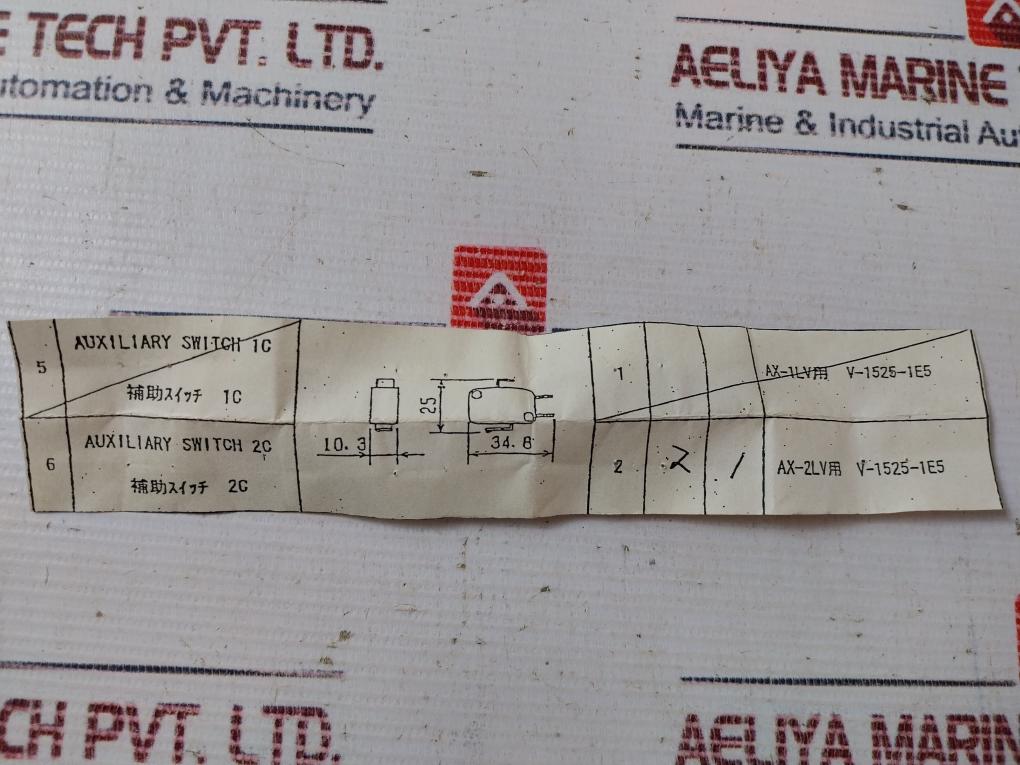 E TECH PVT. LTD.
utomation & Machinery
AELIYA MARINE
Marine & Industrial Au
5
AUXILIARY SWITCH 1C
補助スイッチ 1C
6
AUXILIARY SWITCH 2C
補助スイッチ 2C
10.3
25
34.8
1
AX-1LV用 V-1525-1E5
2
2
1
AX-2LV用 V-1525-1E5
CH PVT. LTD.
AELIYA MARIN